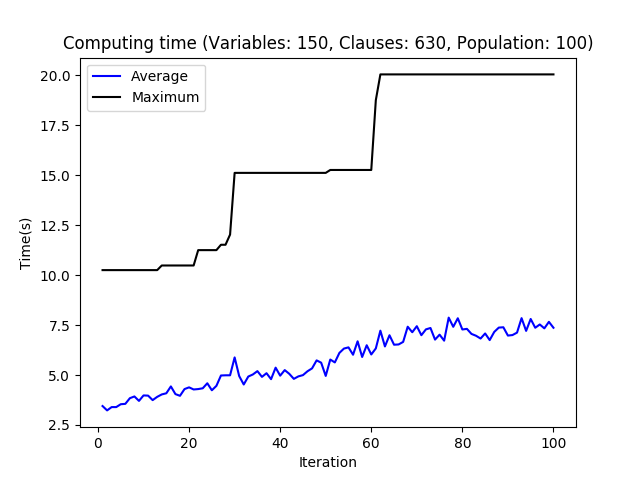 Computing time (Variables: 150, Clauses: 630, Population: 100)
Average
Maximum
20.0
17.5
15.0
12.5
10.0
7.5
5.0
2.5
Time(s)
0 20 40 60 80 100
Iteration